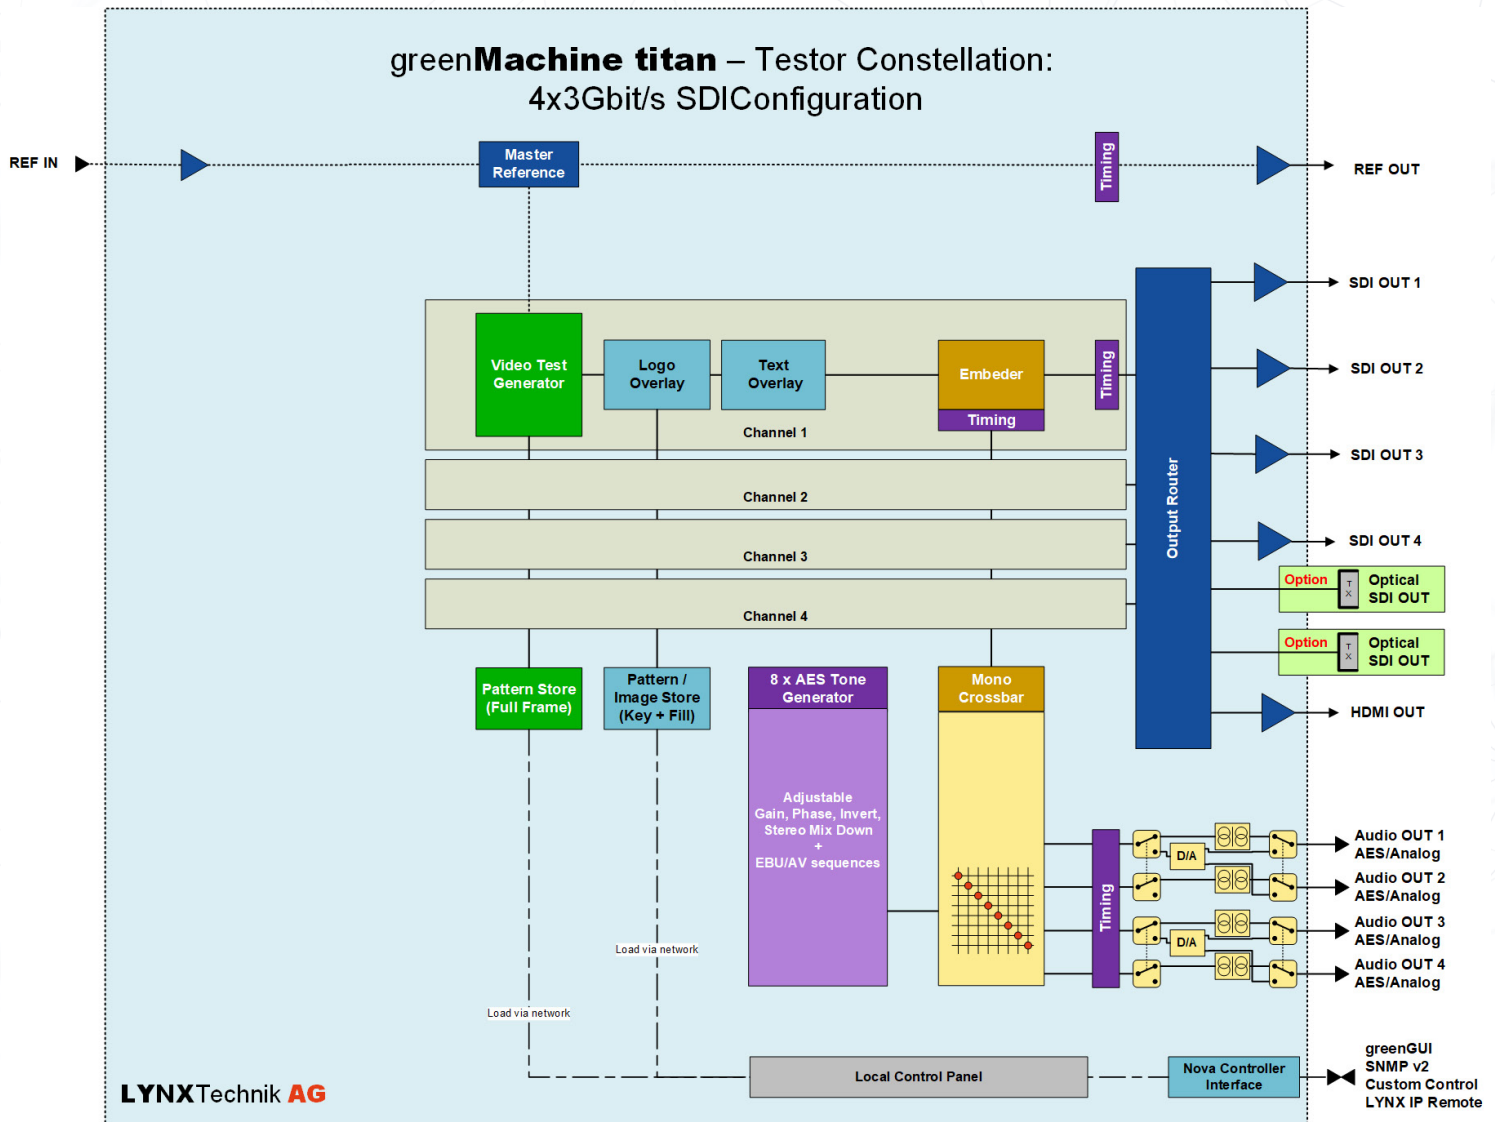 greenMachine titan – Testor Constellation:
4x3Gbit/s SDIConfiguration
REF IN
Master
Reference
Timing
REF OUT
SDI OUT 1
Video Test
Generator
Logo
Overlay
Text
Overlay
Embeder
Timing
Timing
Channel 1
SDI OUT 2
SDI OUT 3
Output Router
Channel 2
Channel 3
SDI OUT 4
Channel 4
Option
TX
Optical
SDI OUT
Option
TX
Optical
SDI OUT
Pattern Store
(Full Frame)
Pattern /
Image Store
(Key + Fill)
8 x AES Tone
Generator
Mono
Crossbar
HDMI OUT
Adjustable
Gain, Phase, Invert,
Stereo Mix Down
+
EBU/AV sequences
Timing
D/A
D/A
Audio OUT 1
AES/Analog
Audio OUT 2
AES/Analog
Audio OUT 3
AES/Analog
Audio OUT 4
AES/Analog
Load via network
Load via network
LYNXTechnik AG
Local Control Panel
Nova Controller
Interface
greenGUI
SNMP v2
Custom Control
LYNX IP Remote